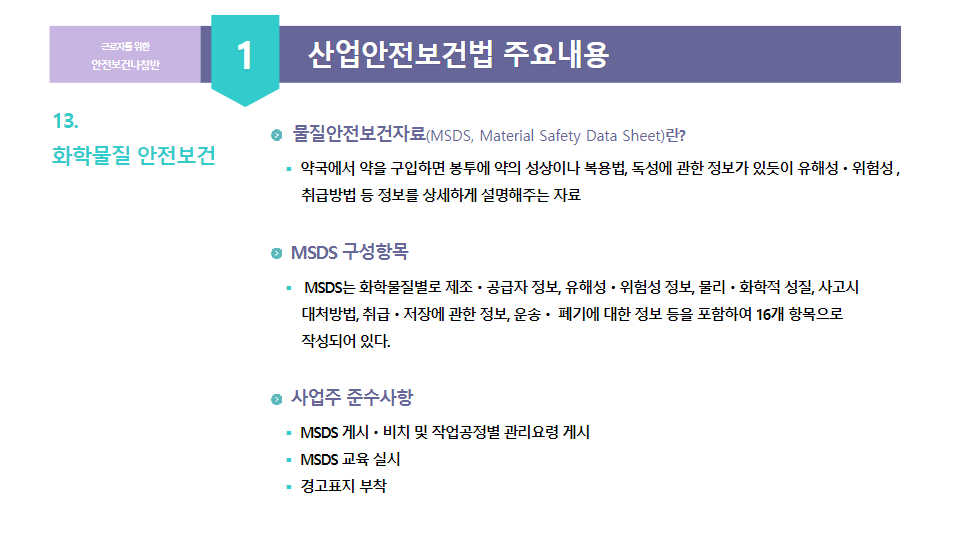 근로자를 위한
안전보건나침반
1
산업안전보건법 주요내용
13.
화학물질 안전보건
물질안전보건자료(MSDS, Material Safety Data Sheet)란?
▪ 약국에서 약을 구입하면 봉투에 약의 성상이나 복용법, 독성에 관한 정보가 있듯이 유해성・위험성 ,
취급방법 등 정보를 상세하게 설명해주는 자료
MSDS 구성항목
▪ MSDS는 화학물질별로 제조・공급자 정보, 유해성・위험성 정보, 물리・화학적 성질, 사고시
대처방법, 취급・저장에 관한 정보, 운송・ 폐기에 대한 정보 등을 포함하여 16개 항목으로
작성되어 있다.
사업주 준수사항
▪ MSDS 게시・비치 및 작업공정별 관리요령 게시
▪ MSDS 교육 실시
▪ 경고표지 부착